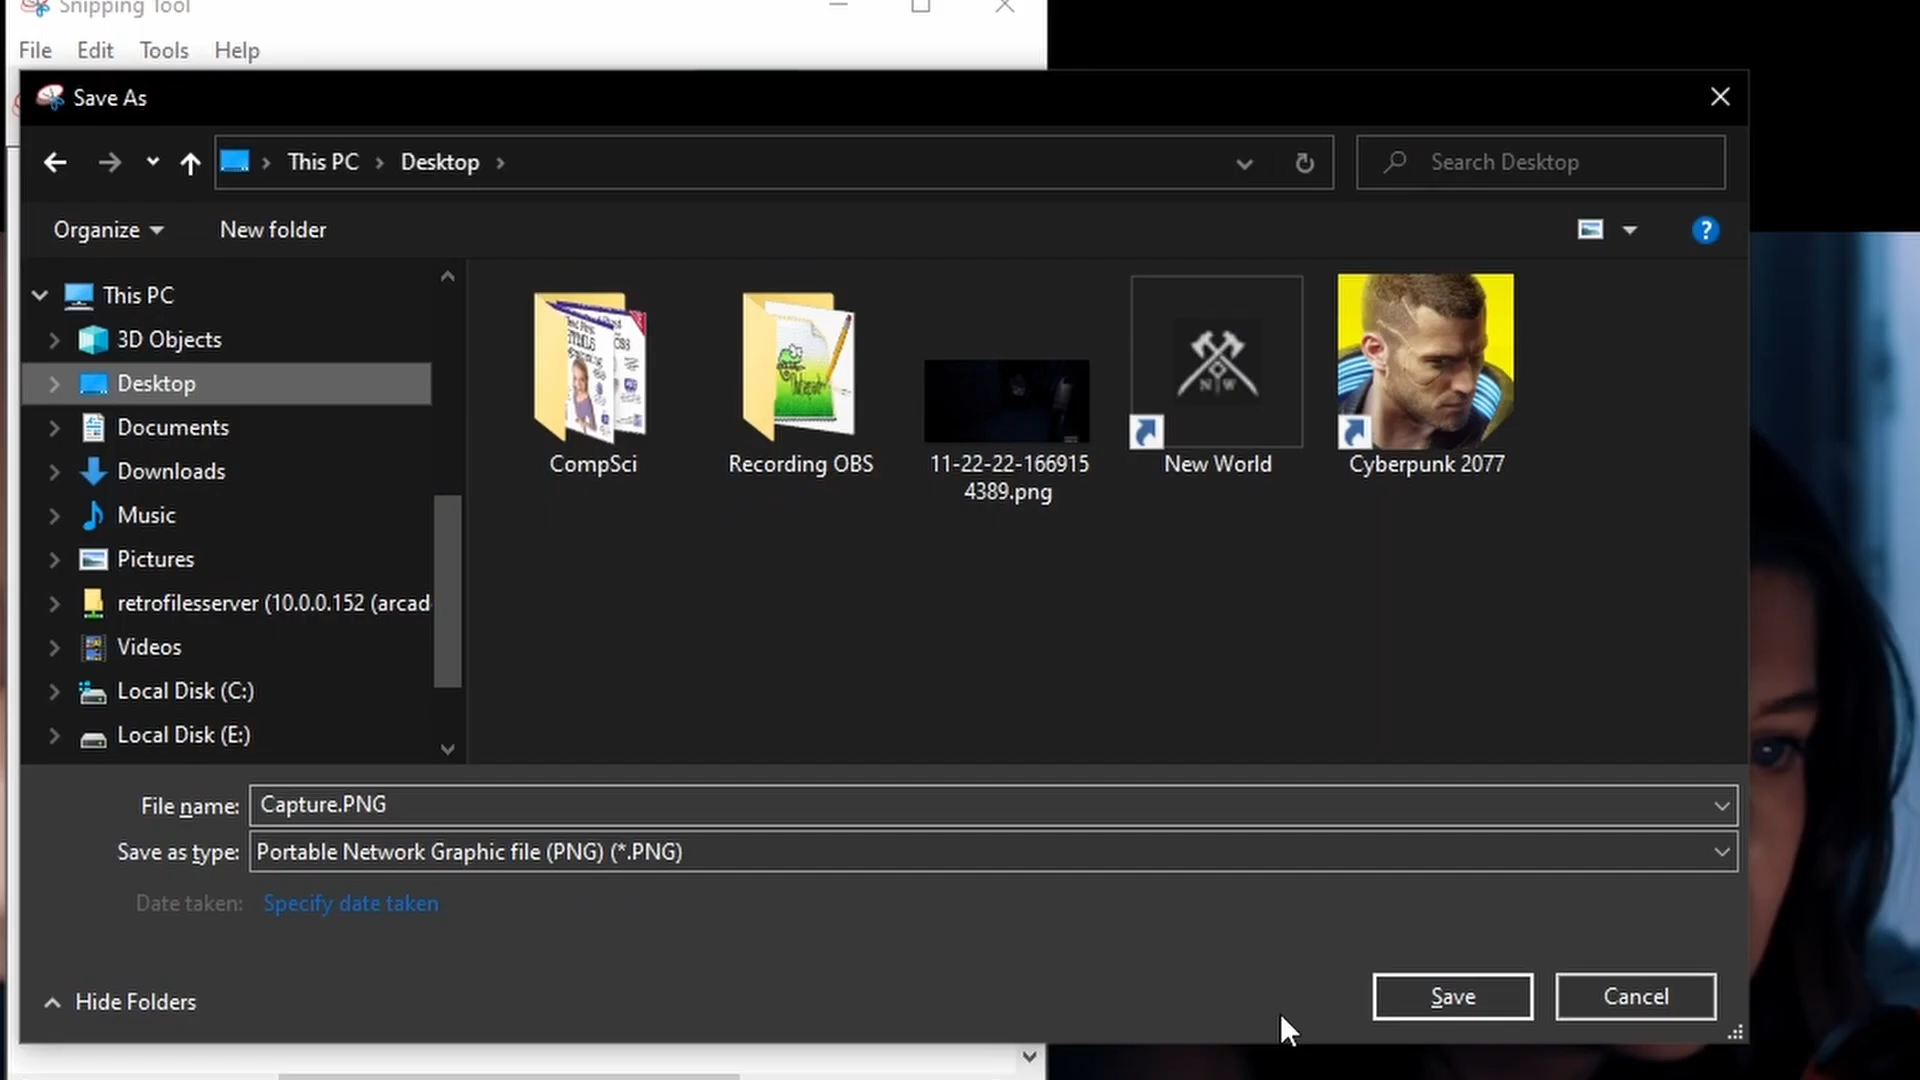 Snipping Tool
File Edit Tools Help
Save As
This PC Desktop
Search Desktop
Organize New folder
?
This PC
3D Objects
Desktop
Documents
Downloads
Music
Pictures
retrofilesserver (10.0.0.152 (arcad
Videos
Local Disk (C:)
Local Disk (E:)
CompSci
Recording OBS
11-22-22-166915
4389.png
NW
New World
Cyberpunk 2077
File name: Capture.PNG
Save as type: Portable Network Graphic file (PNG) (*.PNG)
Date taken: Specify date taken
Hide Folders
Save Cancel